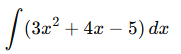 ∫(3x² + 4x − 5) dx